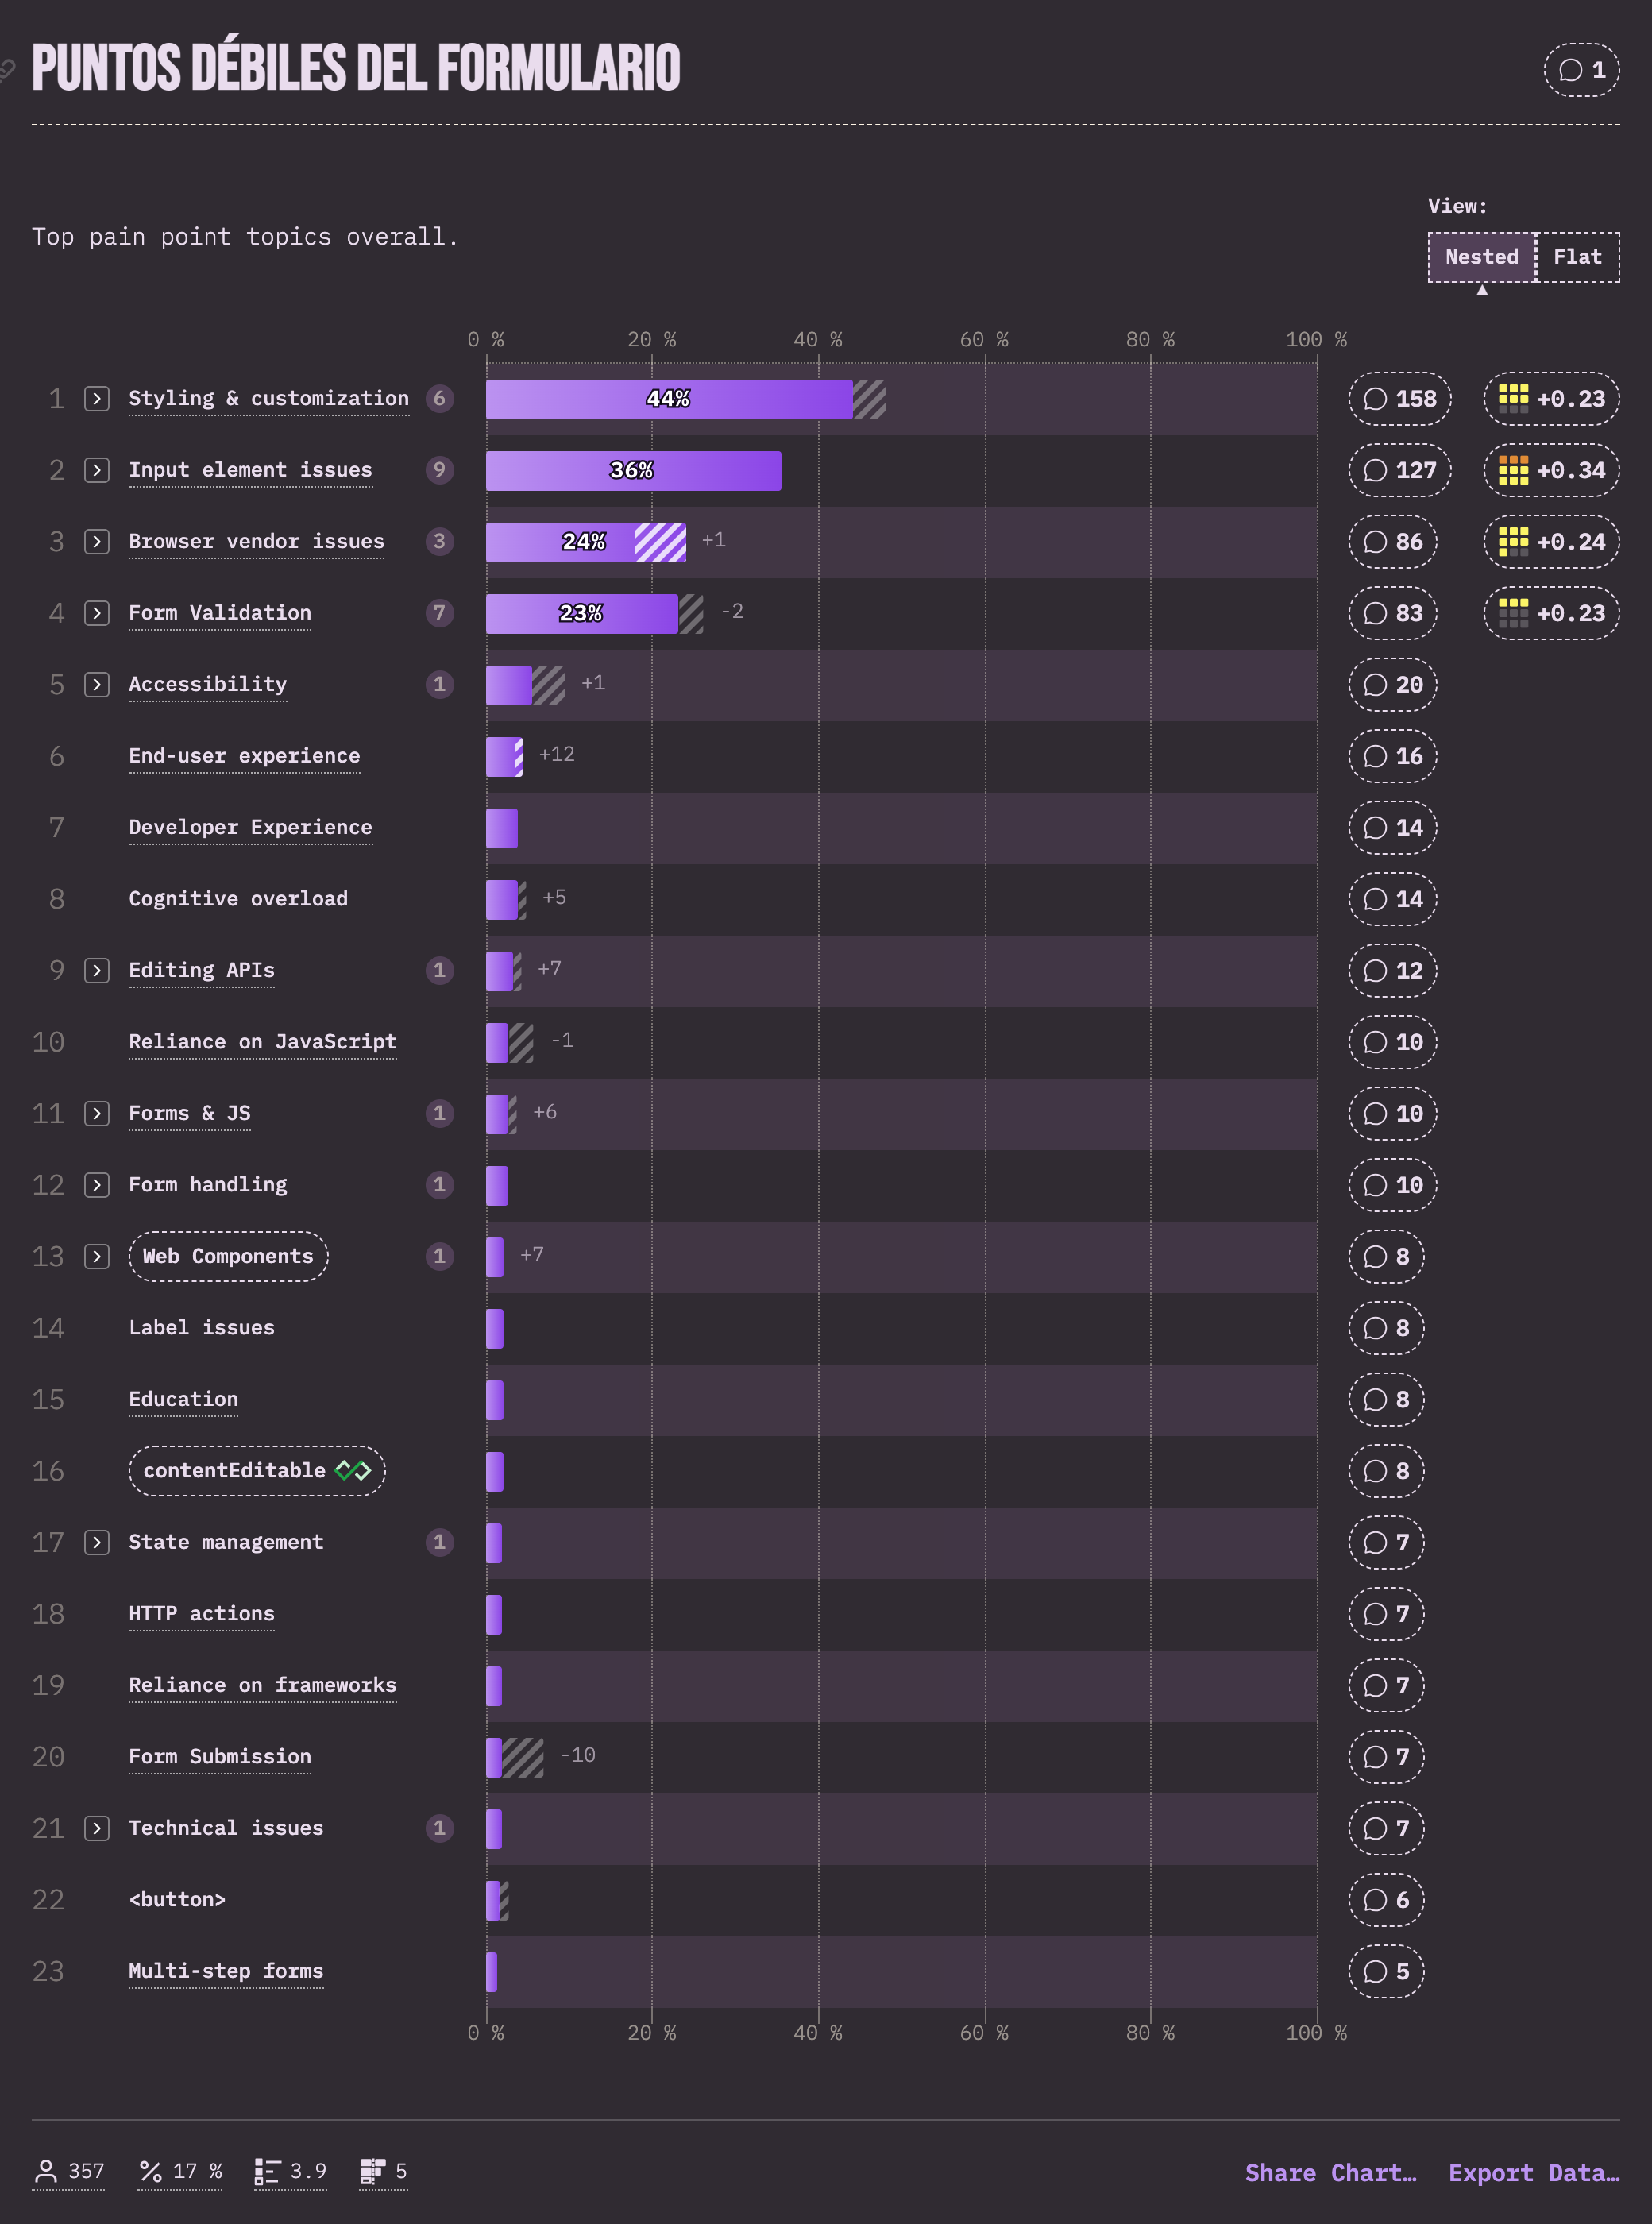 PUNTOS DÉBILES DEL FORMULARIO
1
Top pain point topics overall.
View:
Nested Flat
0 % 20 % 40 % 60 % 80 % 100 %
1 Styling & customization 6 44% 158 +0.23
2 Input element issues 9 36% 127 +0.34
3 Browser vendor issues 3 24% +1 86 +0.24
4 Form Validation 7 23% -2 83 +0.23
5 Accessibility 1 +1 20
6 End-user experience +12 16
7 Developer Experience 14
8 Cognitive overload +5 14
9 Editing APIs 1 +7 12
10 Reliance on JavaScript -1 10
11 Forms & JS 1 +6 10
12 Form handling 1 10
13 Web Components 1 +7 8
14 Label issues 8
15 Education 8
16 contentEditable 8
17 State management 1 7
18 HTTP actions 7
19 Reliance on frameworks 7
20 Form Submission -10 7
21 Technical issues 1 7
22 <button> 6
23 Multi-step forms 5
0 % 20 % 40 % 60 % 80 % 100 %
357 17 % 3.9 5 Share Chart… Export Data…